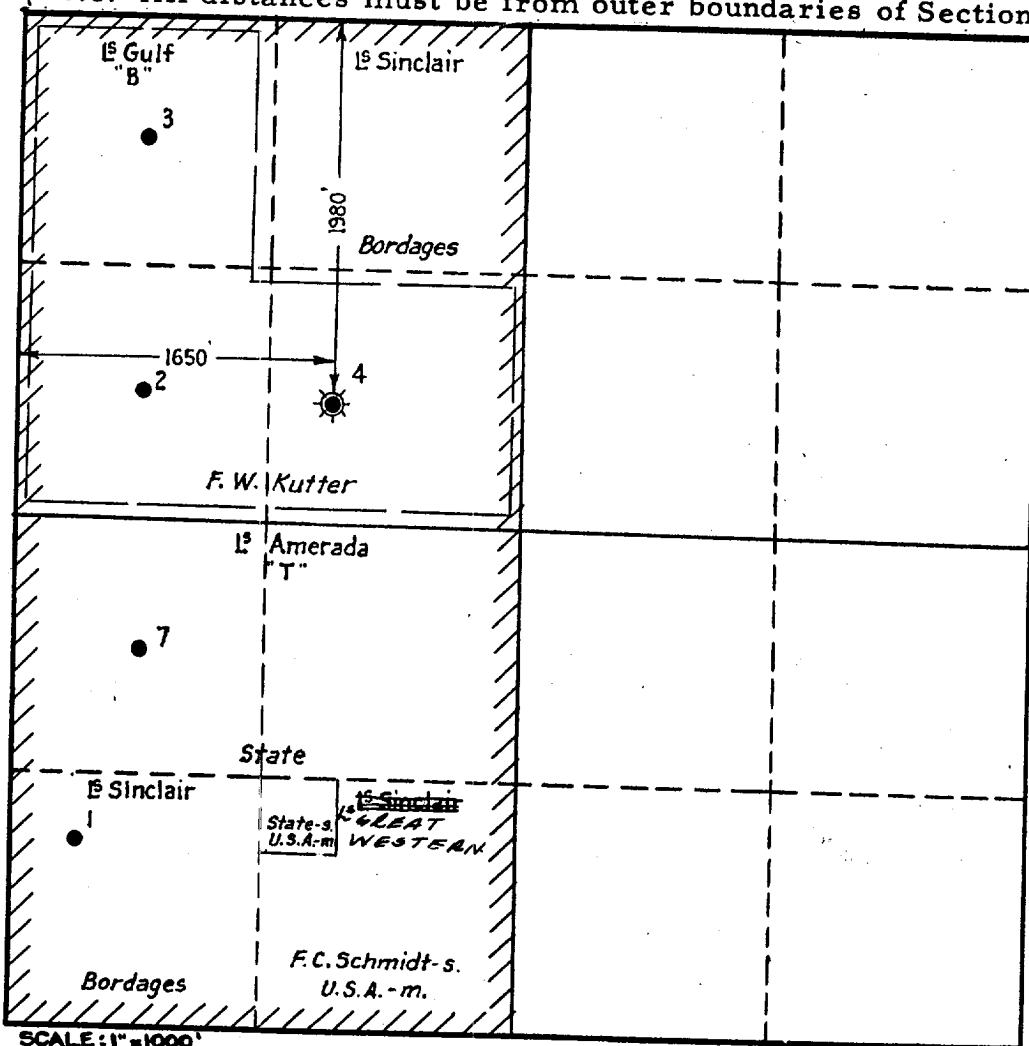 All distances must be from outer boundaries of Section
Ls Gulf
"B"
Ls Sinclair
3
1980'
Bordages
1650'
2
4
F. W. Kutter
Ls Amerada
"T"
7
State
Ls Sinclair
Ls Sinclair
Ls GREAT
WESTERN
1
State-s.
U.S.A.-m
F.C. Schmidt-s.
U.S.A.-m.
Bordages
SCALE: 1"=1000'